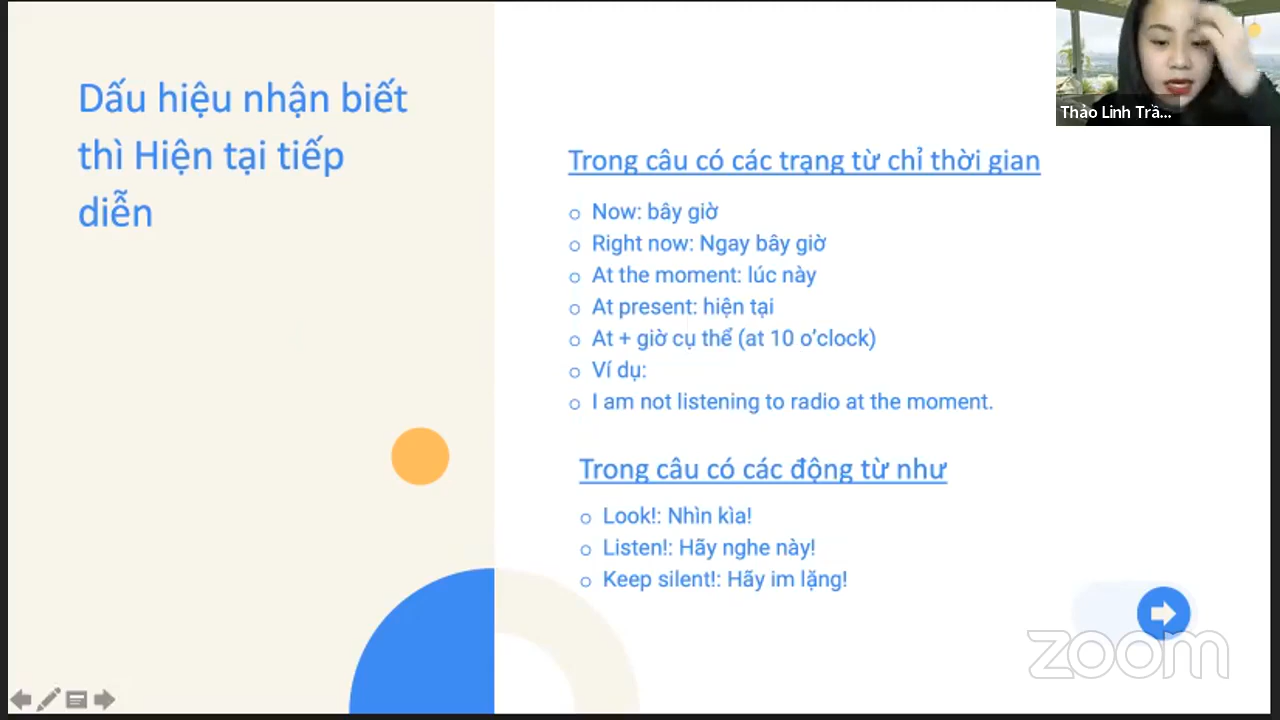 Dấu hiệu nhận biết
thì Hiện tại tiếp
diễn
Thảo Linh Trầ...
Trong câu có các trạng từ chỉ thời gian
Now: bây giờ
Right now: Ngay bây giờ
At the moment: lúc này
At present: hiện tại
At + giờ cụ thể (at 10 o’clock)
Ví dụ:
I am not listening to radio at the moment.
Trong câu có các động từ như
Look!: Nhìn kìa!
Listen!: Hãy nghe này!
Keep silent!: Hãy im lặng!
zoom